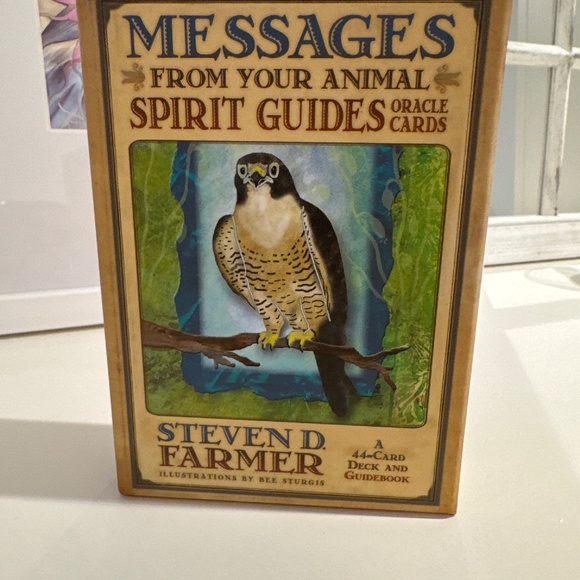 MESSAGES
FROM YOUR ANIMAL
SPIRIT GUIDES ORACLE CARDS
STEVEN D.
FARMER
ILLUSTRATIONS BY BEE STURGIS
A
44-CARD
DECK AND
GUIDEBOOK